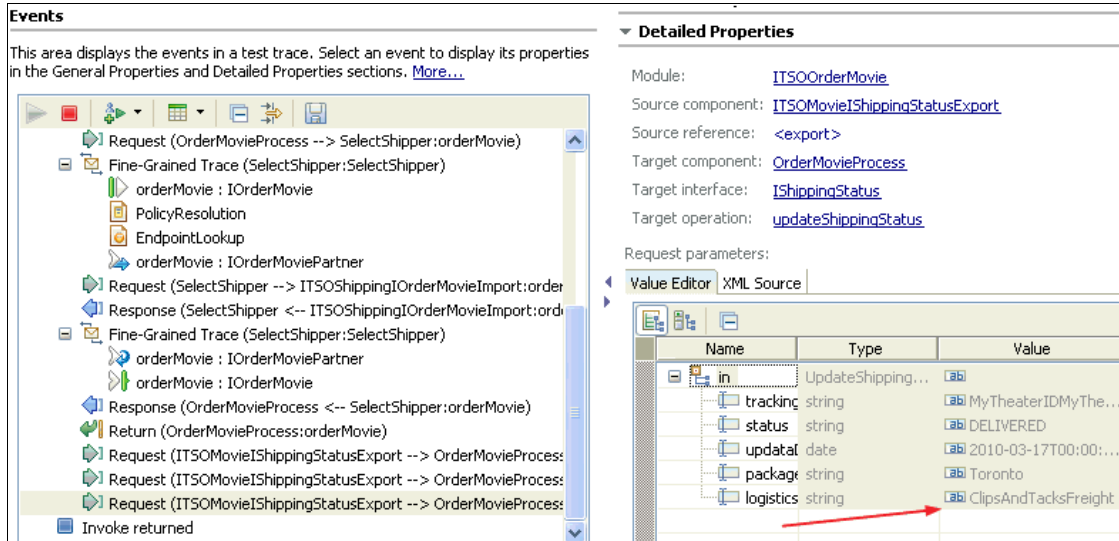 Events
This area displays the events in a test trace. Select an event to display its properties
in the General Properties and Detailed Properties sections. More...
Request (OrderMovieProcess --> SelectShipper:orderMovie)
Fine-Grained Trace (SelectShipper:SelectShipper)
orderMovie : IOrderMovie
PolicyResolution
EndpointLookup
orderMovie : IOrderMoviePartner
Request (SelectShipper --> ITSOShippingIOrderMovieImport:order
Response (SelectShipper <-- ITSOShippingIOrderMovieImport:ord
Fine-Grained Trace (SelectShipper:SelectShipper)
orderMovie : IOrderMoviePartner
orderMovie : IOrderMovie
Response (OrderMovieProcess <-- SelectShipper:orderMovie)
Return (OrderMovieProcess:orderMovie)
Request (ITSOMovieIShippingStatusExport --> OrderMovieProcess
Request (ITSOMovieIShippingStatusExport --> OrderMovieProcess
Request (ITSOMovieIShippingStatusExport --> OrderMovieProcess
Invoke returned
Detailed Properties
Module: ITSOOrderMovie
Source component: ITSOMovieIShippingStatusExport
Source reference: <export>
Target component: OrderMovieProcess
Target interface: IShippingStatus
Target operation: updateShippingStatus
Request parameters:
Value Editor XML Source
Name Type Value
in UpdateShipping...
tracking string MyTheaterIDMyThe...
status string DELIVERED
updateD date 2010-03-17T00:00:...
package string Toronto
logistics string ClipsAndTacksFreight